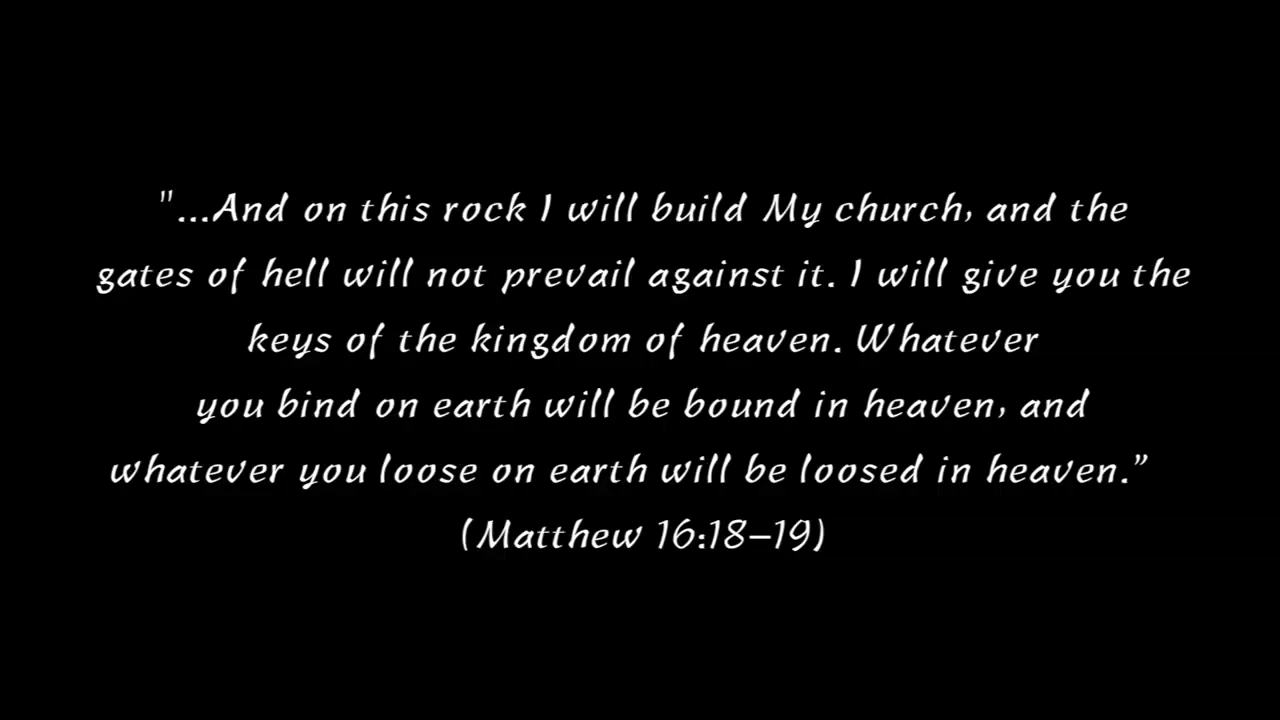 "...And on this rock I will build My church, and the
gates of hell will not prevail against it. I will give you the
keys of the kingdom of heaven. Whatever
you bind on earth will be bound in heaven, and
whatever you loose on earth will be loosed in heaven.”
(Matthew 16:18–19)